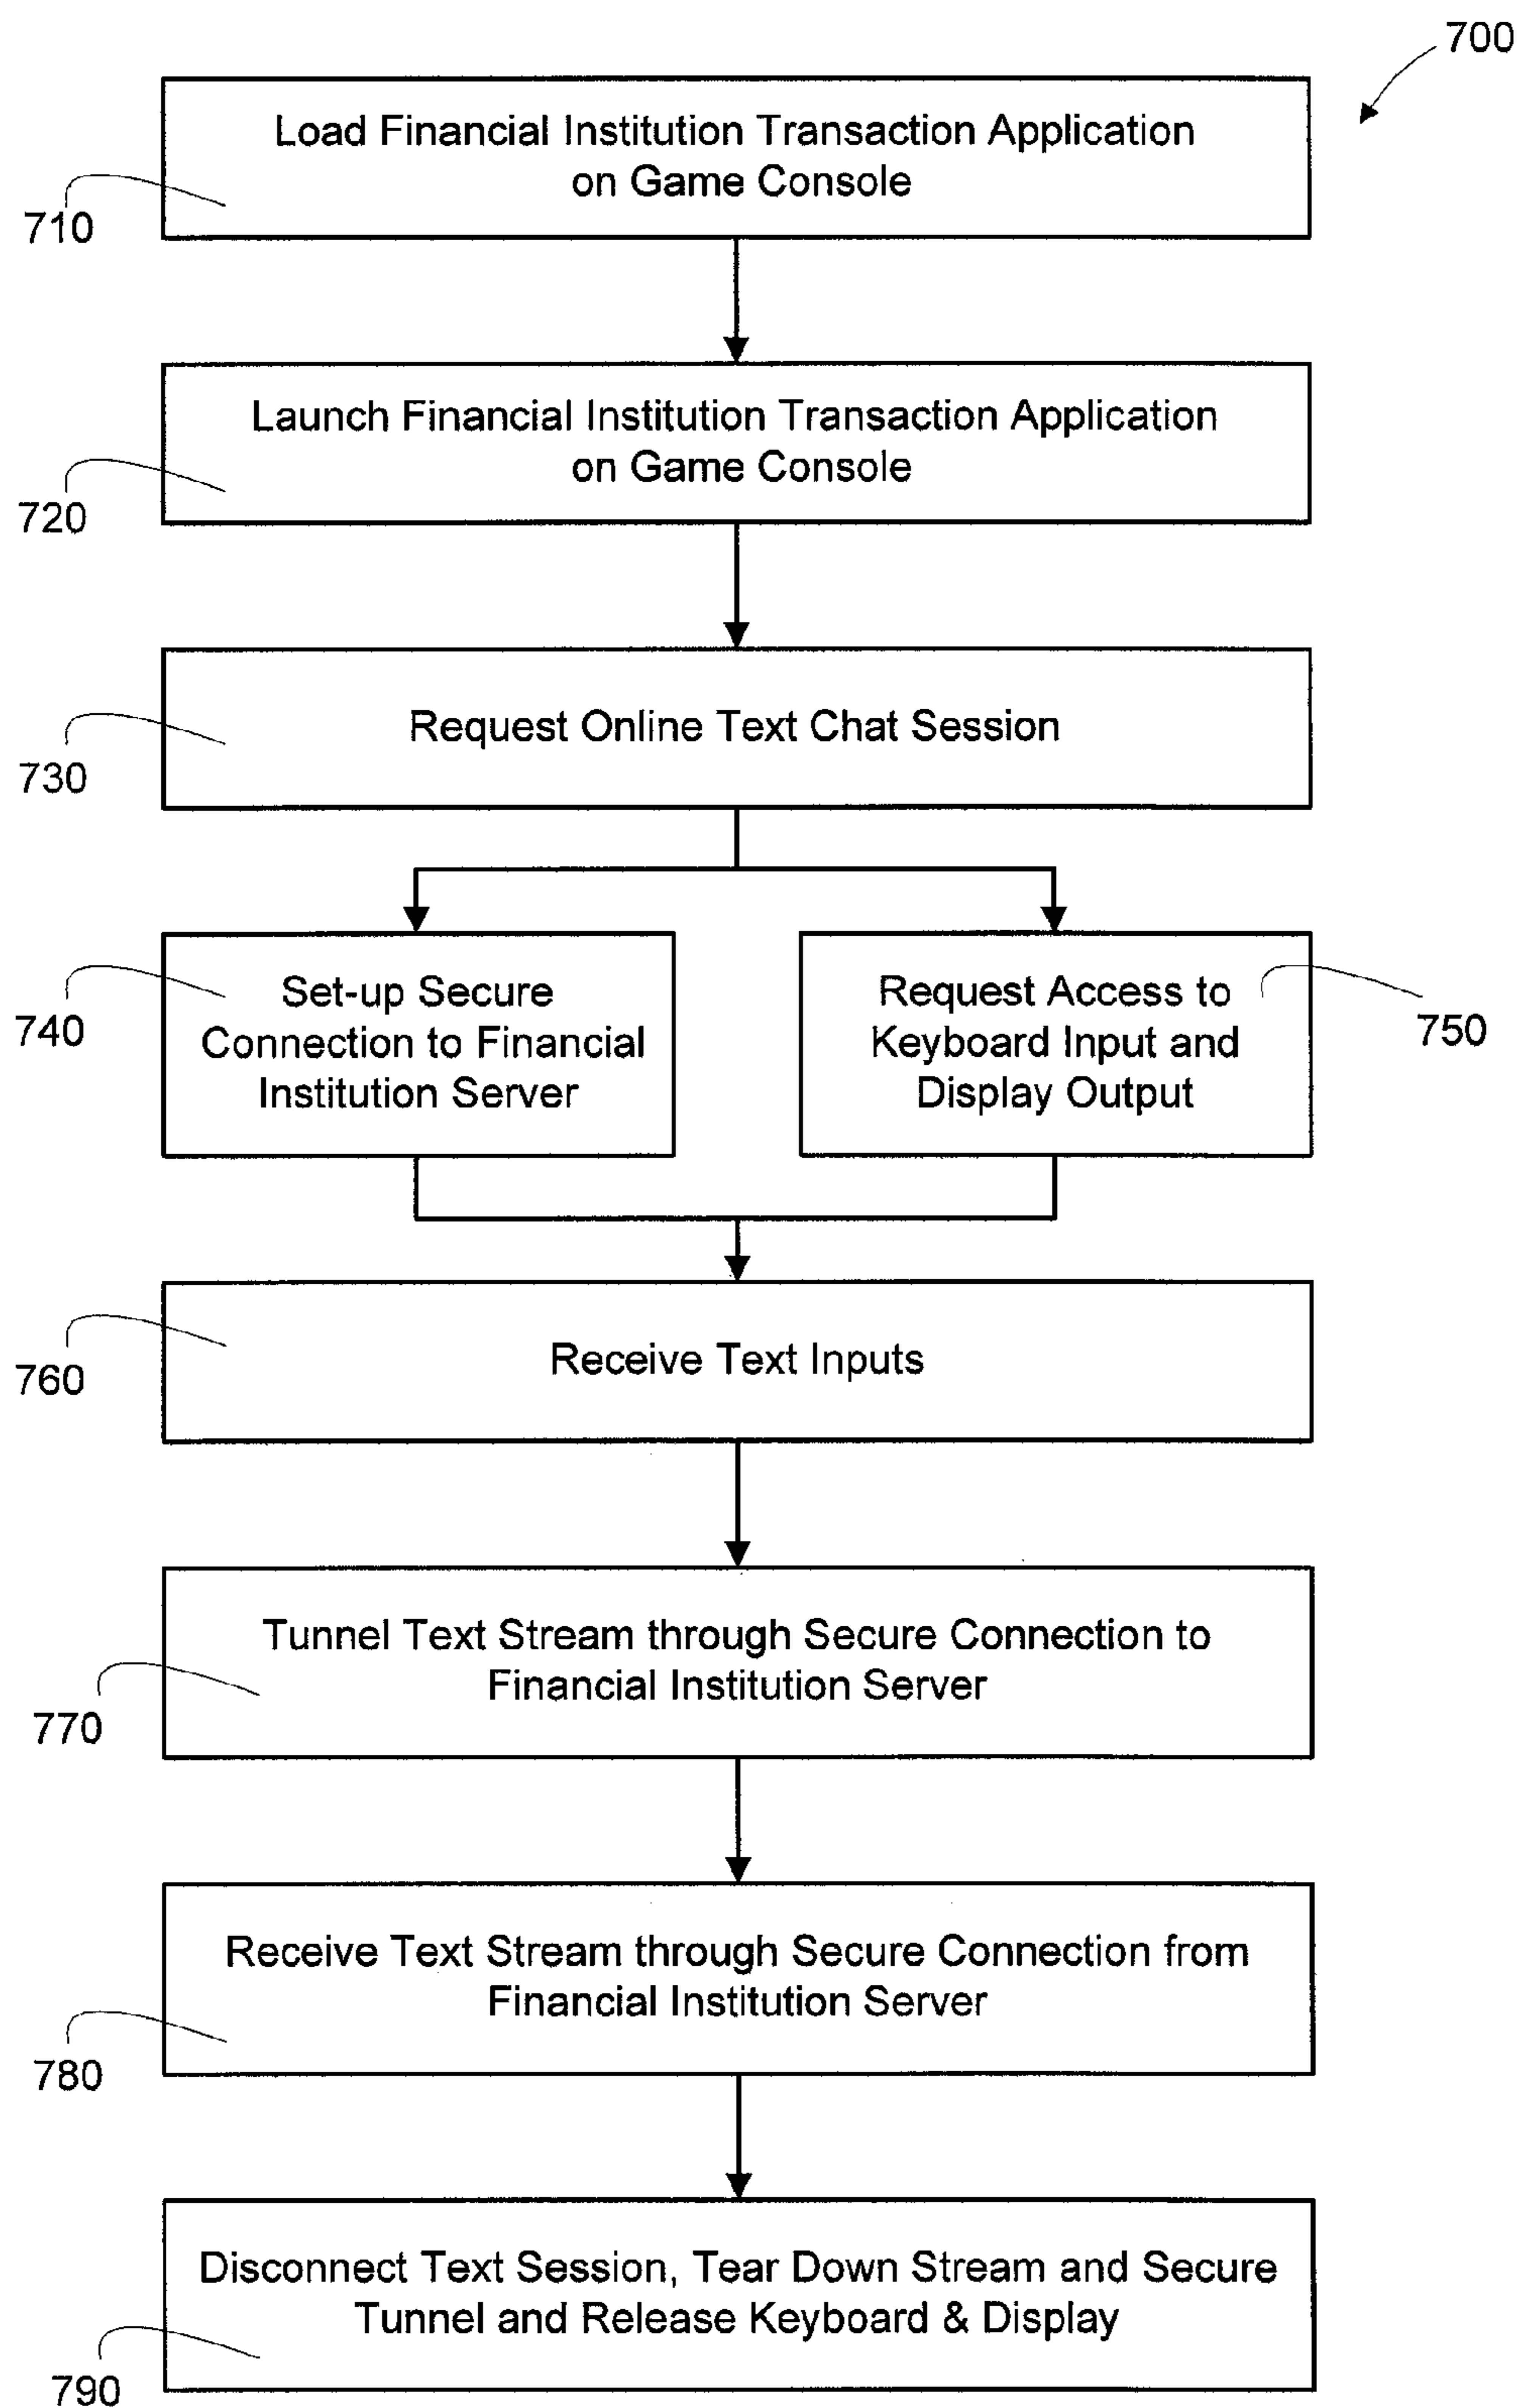 700
Load Financial Institution Transaction Application
on Game Console
710
Launch Financial Institution Transaction Application
on Game Console
720
Request Online Text Chat Session
730
Set-up Secure
Connection to Financial
Institution Server
740
Request Access to
Keyboard Input and
Display Output
750
Receive Text Inputs
760
Tunnel Text Stream through Secure Connection to
Financial Institution Server
770
Receive Text Stream through Secure Connection from
Financial Institution Server
780
Disconnect Text Session, Tear Down Stream and Secure
Tunnel and Release Keyboard & Display
790